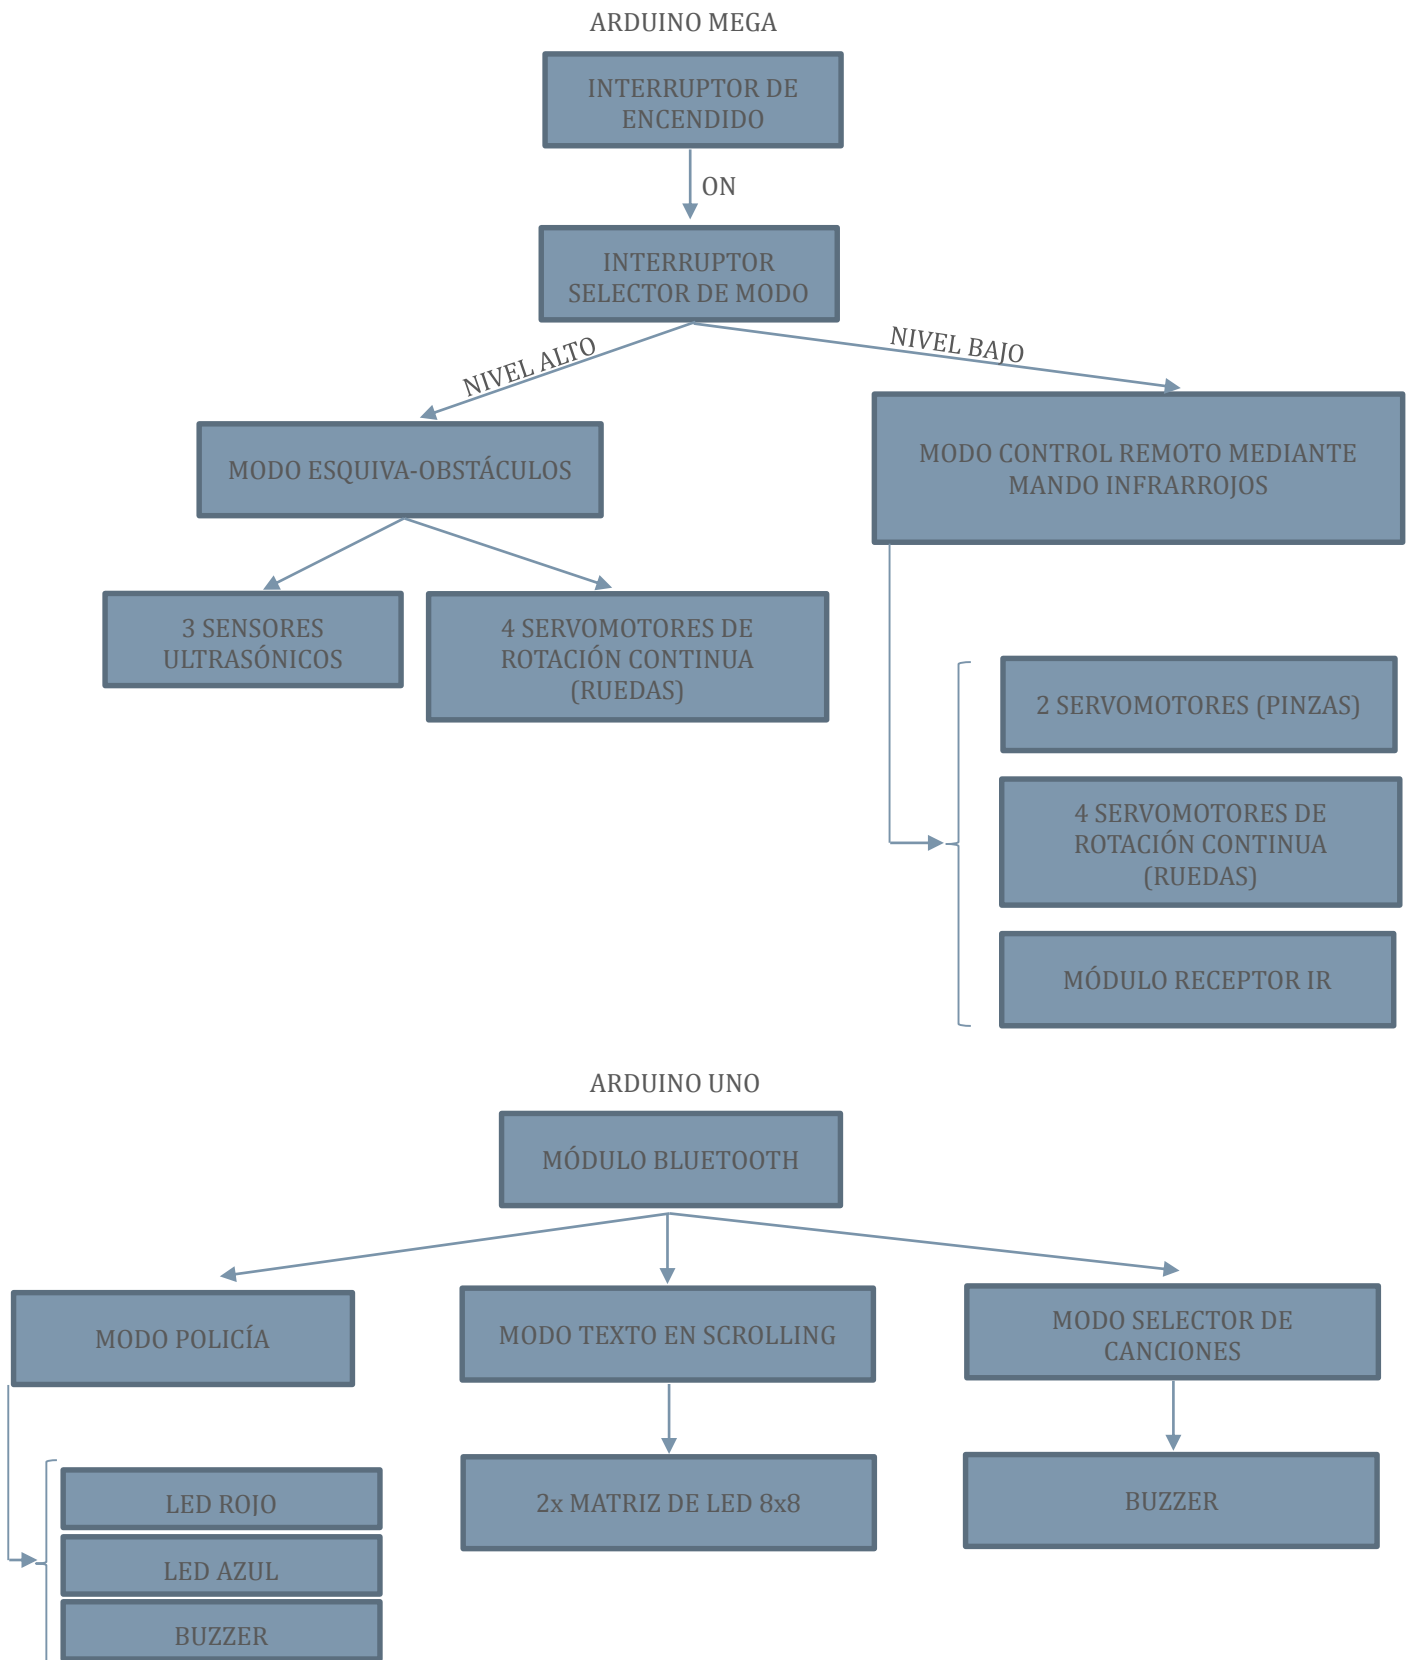 ARDUINO MEGA
INTERRUPTOR DE
ENCENDIDO
ON
INTERRUPTOR
SELECTOR DE MODO
NIVEL ALTO
NIVEL BAJO
MODO ESQUIVA-OBSTÁCULOS
MODO CONTROL REMOTO MEDIANTE
MANDO INFRARROJOS
3 SENSORES
ULTRASÓNICOS
4 SERVOMOTORES DE
ROTACIÓN CONTINUA
(RUEDAS)
2 SERVOMOTORES (PINZAS)
4 SERVOMOTORES DE
ROTACIÓN CONTINUA
(RUEDAS)
MÓDULO RECEPTOR IR
ARDUINO UNO
MÓDULO BLUETOOTH
MODO POLICÍA
MODO TEXTO EN SCROLLING
MODO SELECTOR DE
CANCIONES
LED ROJO
LED AZUL
BUZZER
2x MATRIZ DE LED 8x8
BUZZER